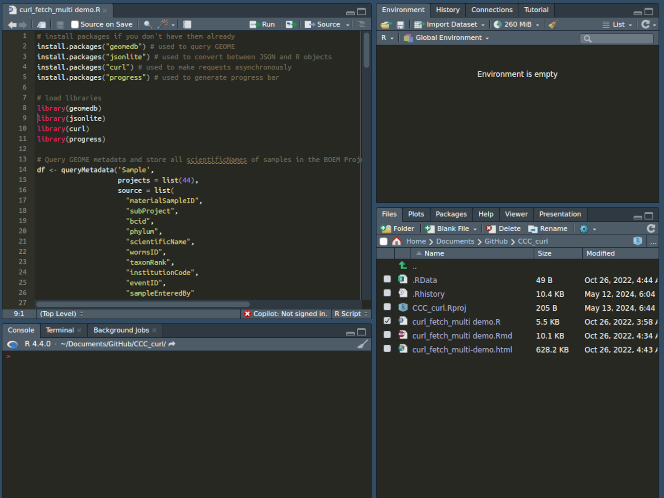 curl_fetch_multi demo.R
Source on Save
Run
Source
1 # install packages if you don't have them already
2 install.packages("geomedb") # used to query GEOME
3 install.packages("jsonlite") # used to convert between JSON and R objects
4 install.packages("curl") # used to make requests asynchronously
5 install.packages("progress") # used to generate progress bar
6
7 # load libraries
8 library(geomedb)
9 library(jsonlite)
10 library(curl)
11 library(progress)
12
13 # Query GEOME metadata and store all scientificNames of samples in the BOEM Proj
14 df <- queryMetadata('Sample',
15 projects = list(44),
16 source = list(
17 "materialSampleID",
18 "subProject",
19 "bcid",
20 "phylum",
21 "scientificName",
22 "wormsID",
23 "taxonRank",
24 "institutionCode",
25 "eventID",
26 "sampleEnteredBy"
27
9:1 (Top Level) Copilot: Not signed in. R Script
Console Terminal Background Jobs
R 4.4.0 · ~/Documents/GitHub/CCC_curl/
>
Environment History Connections Tutorial
Import Dataset 260 MiB List
R Global Environment
Environment is empty
Files Plots Packages Help Viewer Presentation
Folder Blank File Delete Rename
Home Documents GitHub CCC_curl ...
Name Size Modified
..
.RData 49 B Oct 26, 2022, 4:44 A
.Rhistory 10.4 KB May 12, 2024, 6:04
CCC_curl.Rproj 205 B May 13, 2024, 6:44
curl_fetch_multi demo.R 5.5 KB Oct 26, 2022, 3:58 A
curl_fetch_multi-demo.Rmd 10.1 KB Oct 26, 2022, 4:34 A
curl_fetch_multi-demo.html 628.2 KB Oct 26, 2022, 4:43 A